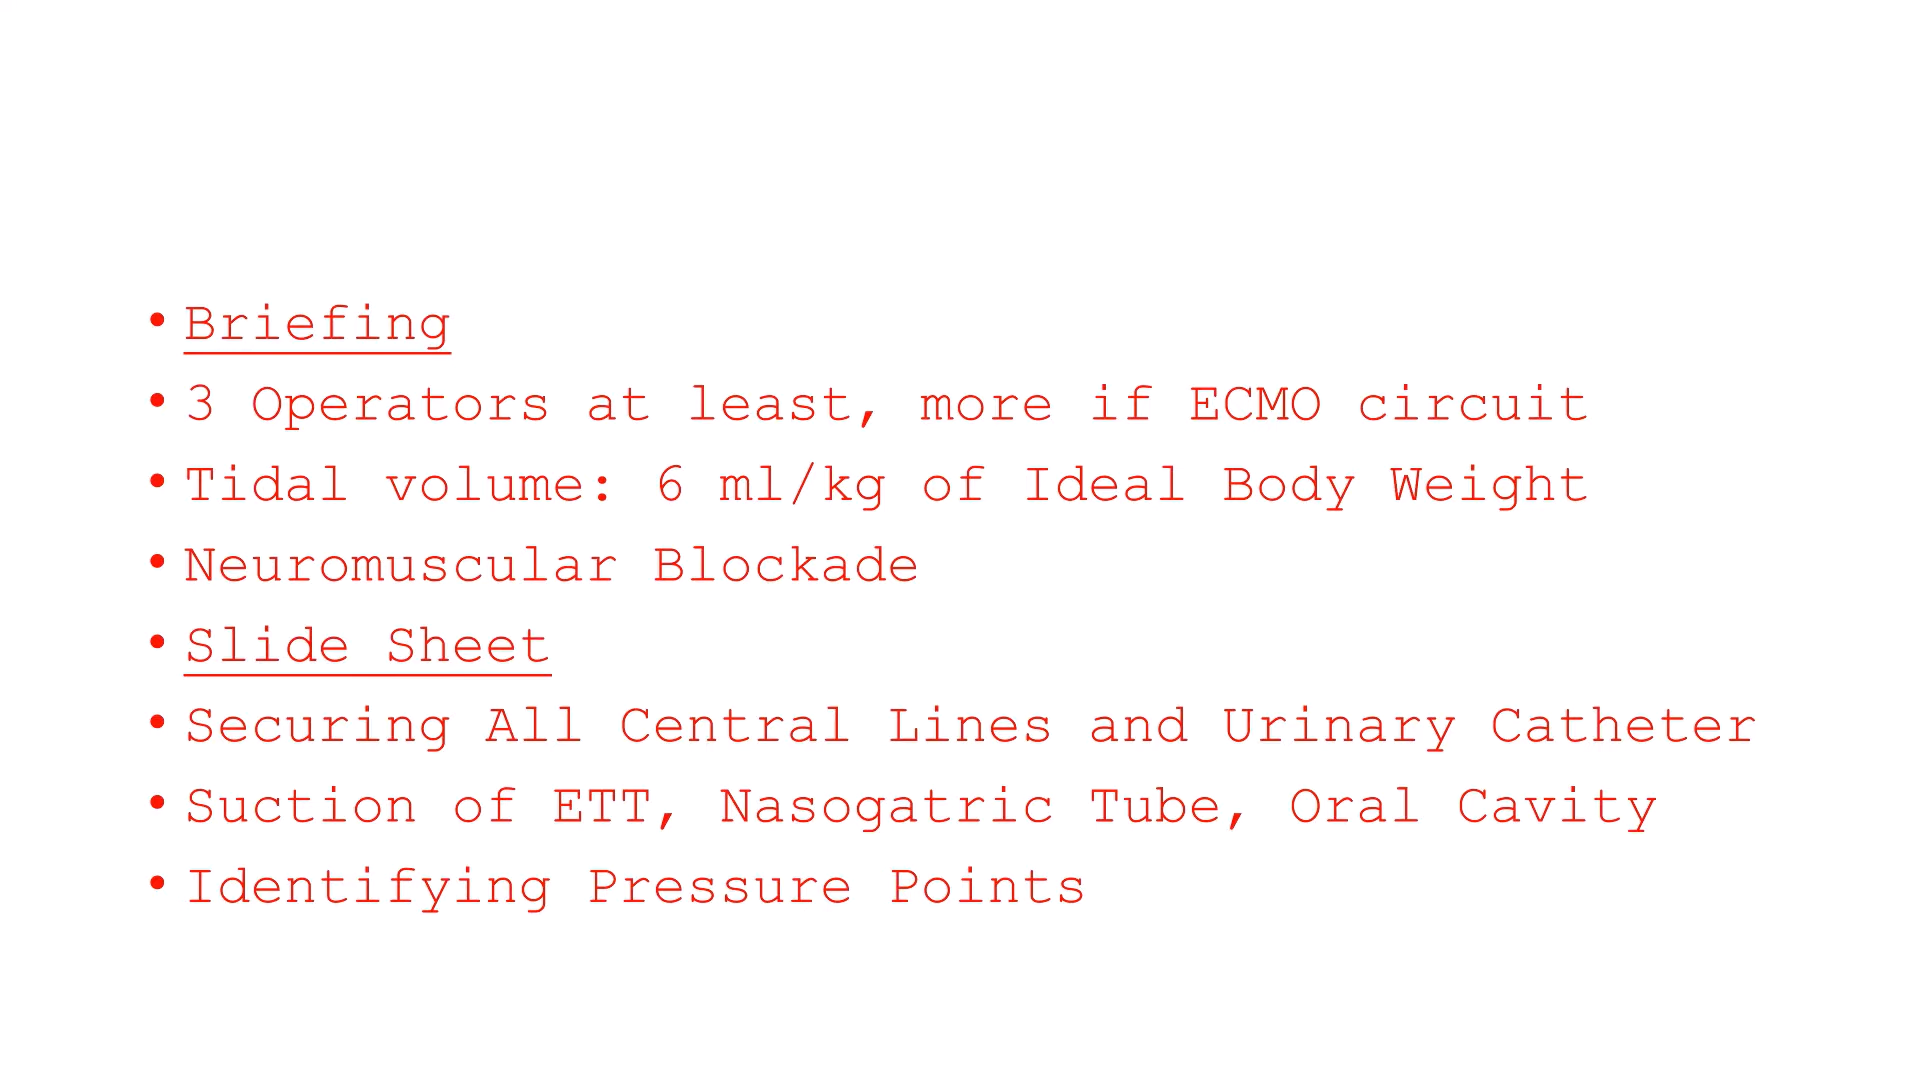 • Briefing
• 3 Operators at least, more if ECMO circuit
• Tidal volume: 6 ml/kg of Ideal Body Weight
• Neuromuscular Blockade
• Slide Sheet
• Securing All Central Lines and Urinary Catheter
• Suction of ETT, Nasogatric Tube, Oral Cavity
• Identifying Pressure Points